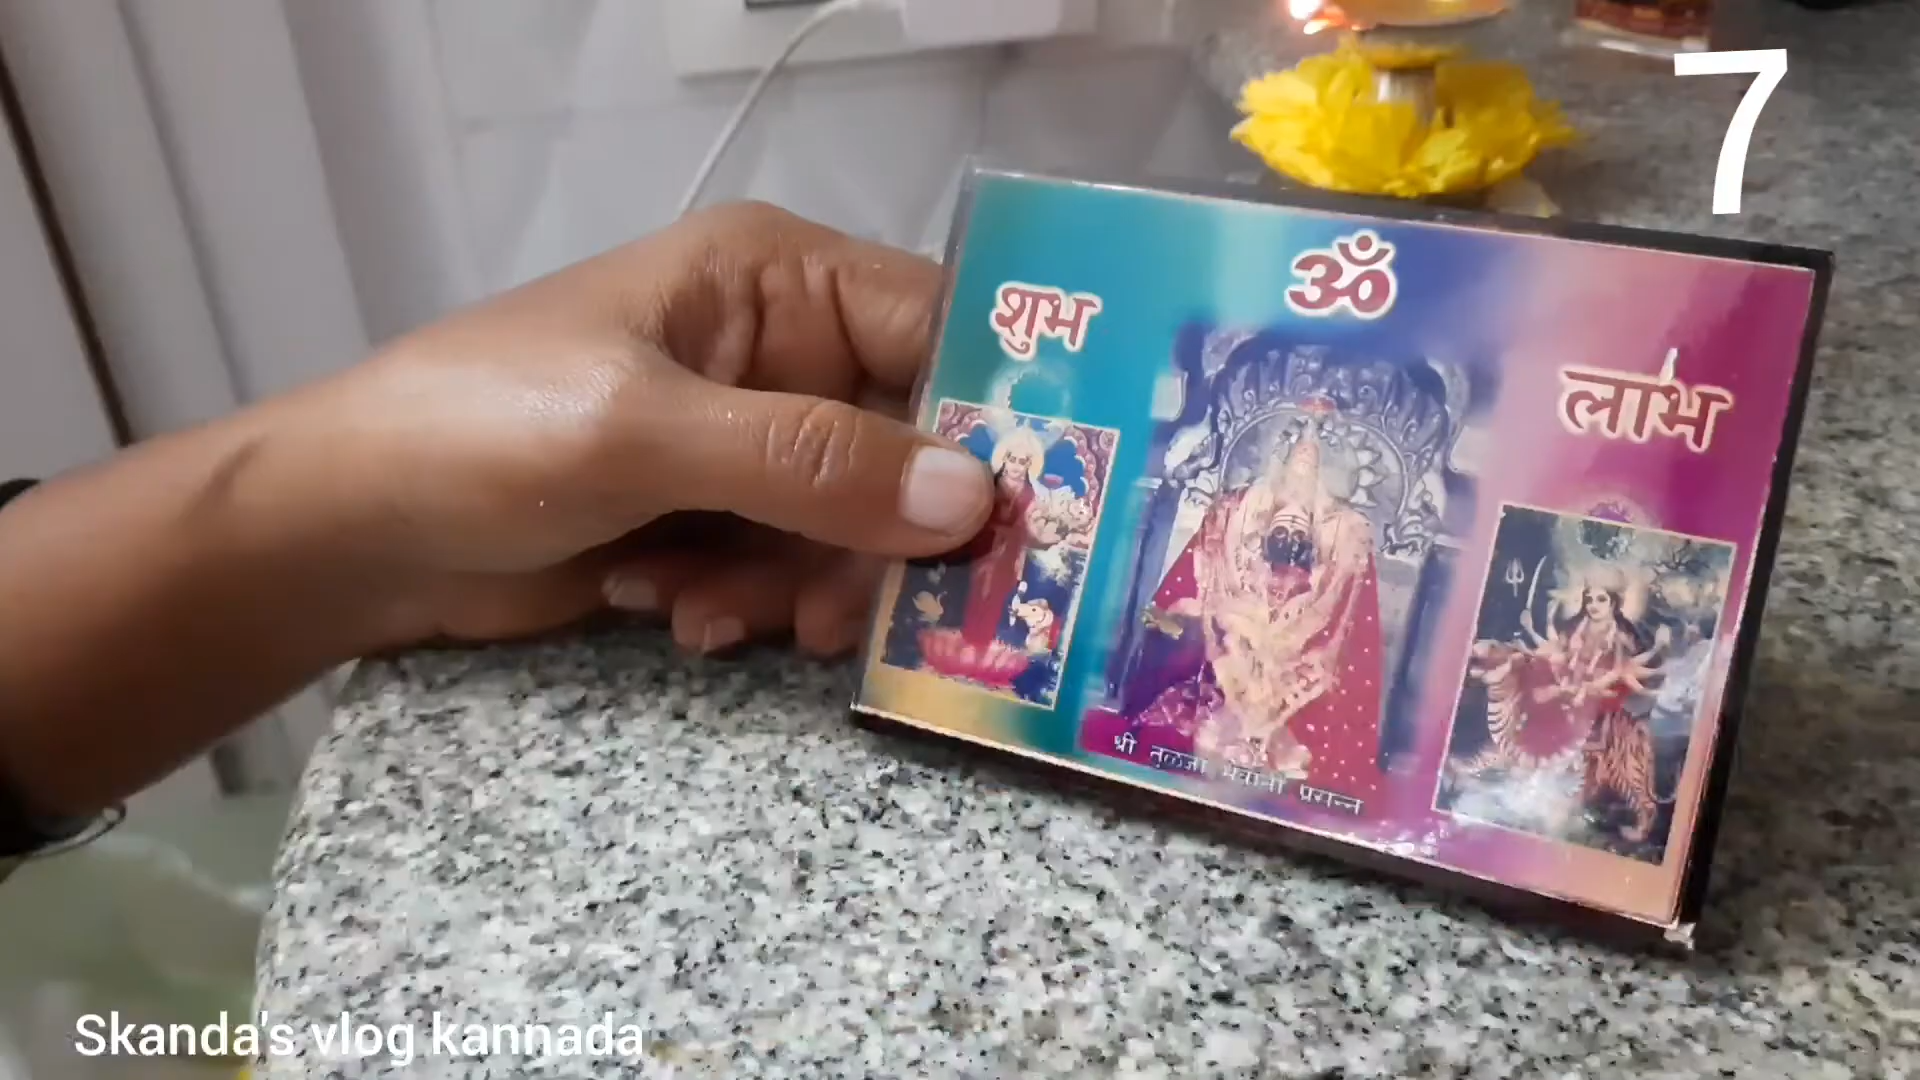 7
ॐ
शुभ
लाभ
श्री तुळजा भवानी प्रसन्न
Skanda's vlog kannada